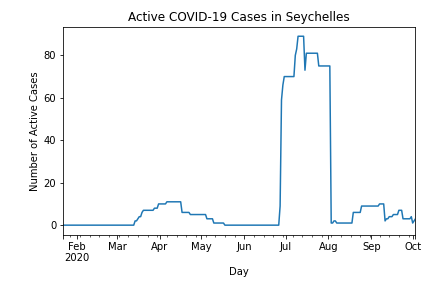 Active COVID-19 Cases in Seychelles
Number of Active Cases
80
60
40
20
0
Feb Mar Apr May Jun Jul Aug Sep Oct
2020
Day